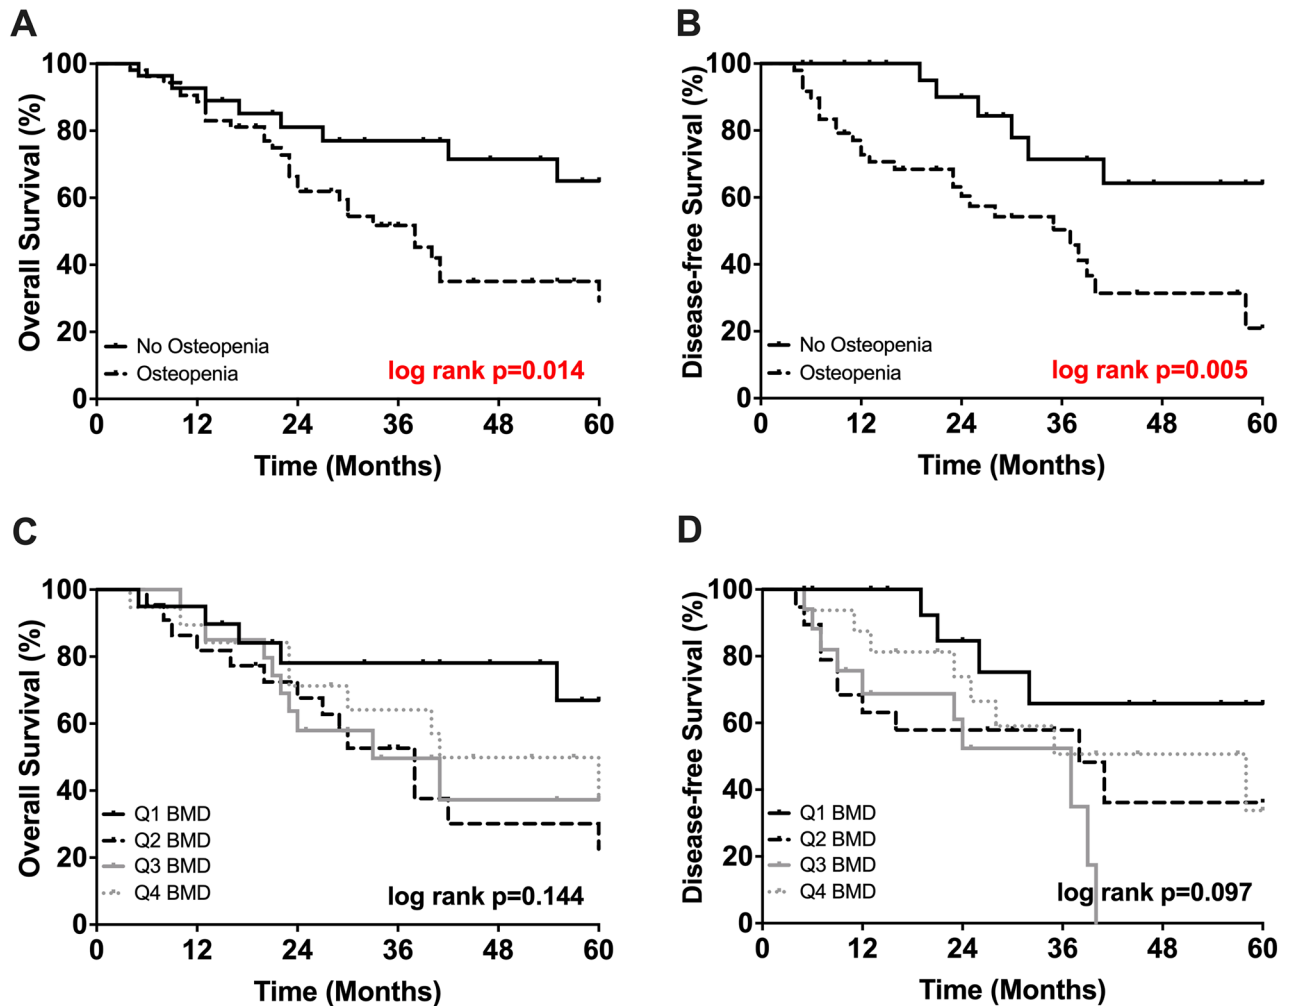 A
Overall Survival (%)
100
80
60
40
20
0
No Osteopenia
Osteopenia
log rank p=0.014
0 12 24 36 48 60
Time (Months)
B
Disease-free Survival (%)
100
80
60
40
20
0
No Osteopenia
Osteopenia
log rank p=0.005
0 12 24 36 48 60
Time (Months)
C
Overall Survival (%)
100
80
60
40
20
0
Q1 BMD
Q2 BMD
Q3 BMD
Q4 BMD
log rank p=0.144
0 12 24 36 48 60
Time (Months)
D
Disease-free Survival (%)
100
80
60
40
20
0
Q1 BMD
Q2 BMD
Q3 BMD
Q4 BMD
log rank p=0.097
0 12 24 36 48 60
Time (Months)